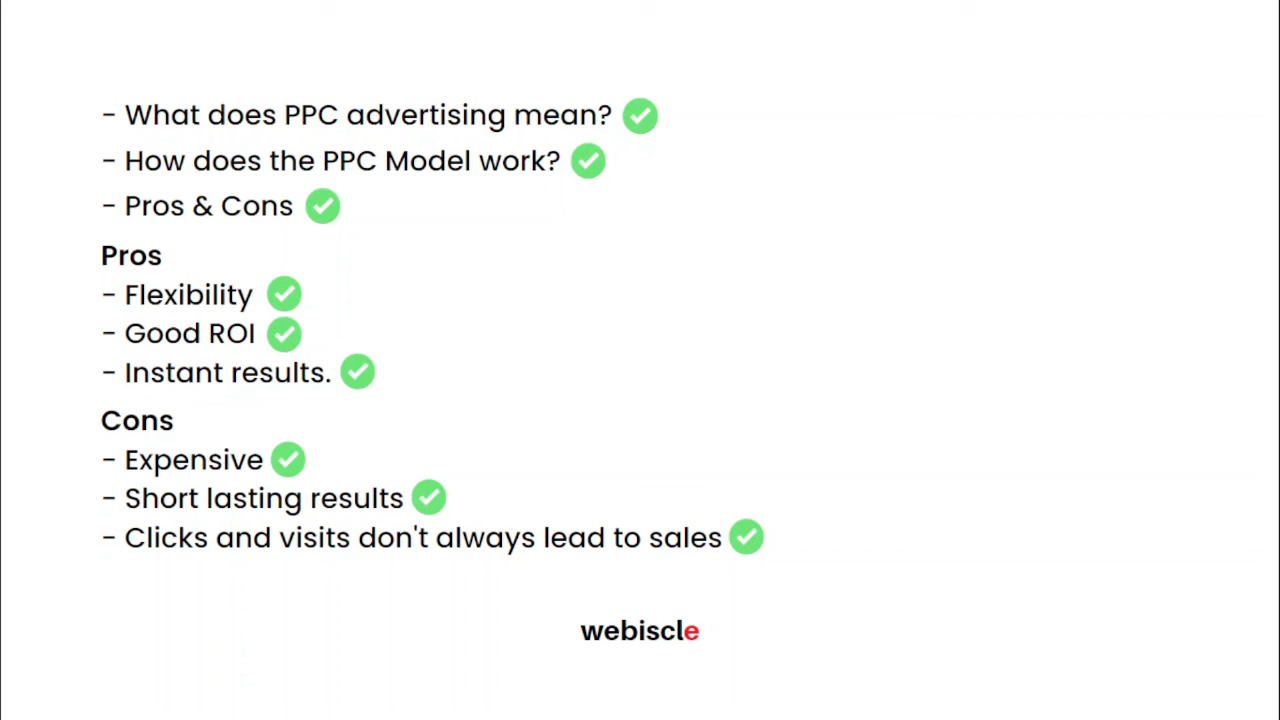 - What does PPC advertising mean?
- How does the PPC Model work?
- Pros & Cons
Pros
- Flexibility
- Good ROI
- Instant results.
Cons
- Expensive
- Short lasting results
- Clicks and visits don't always lead to sales
webiscle